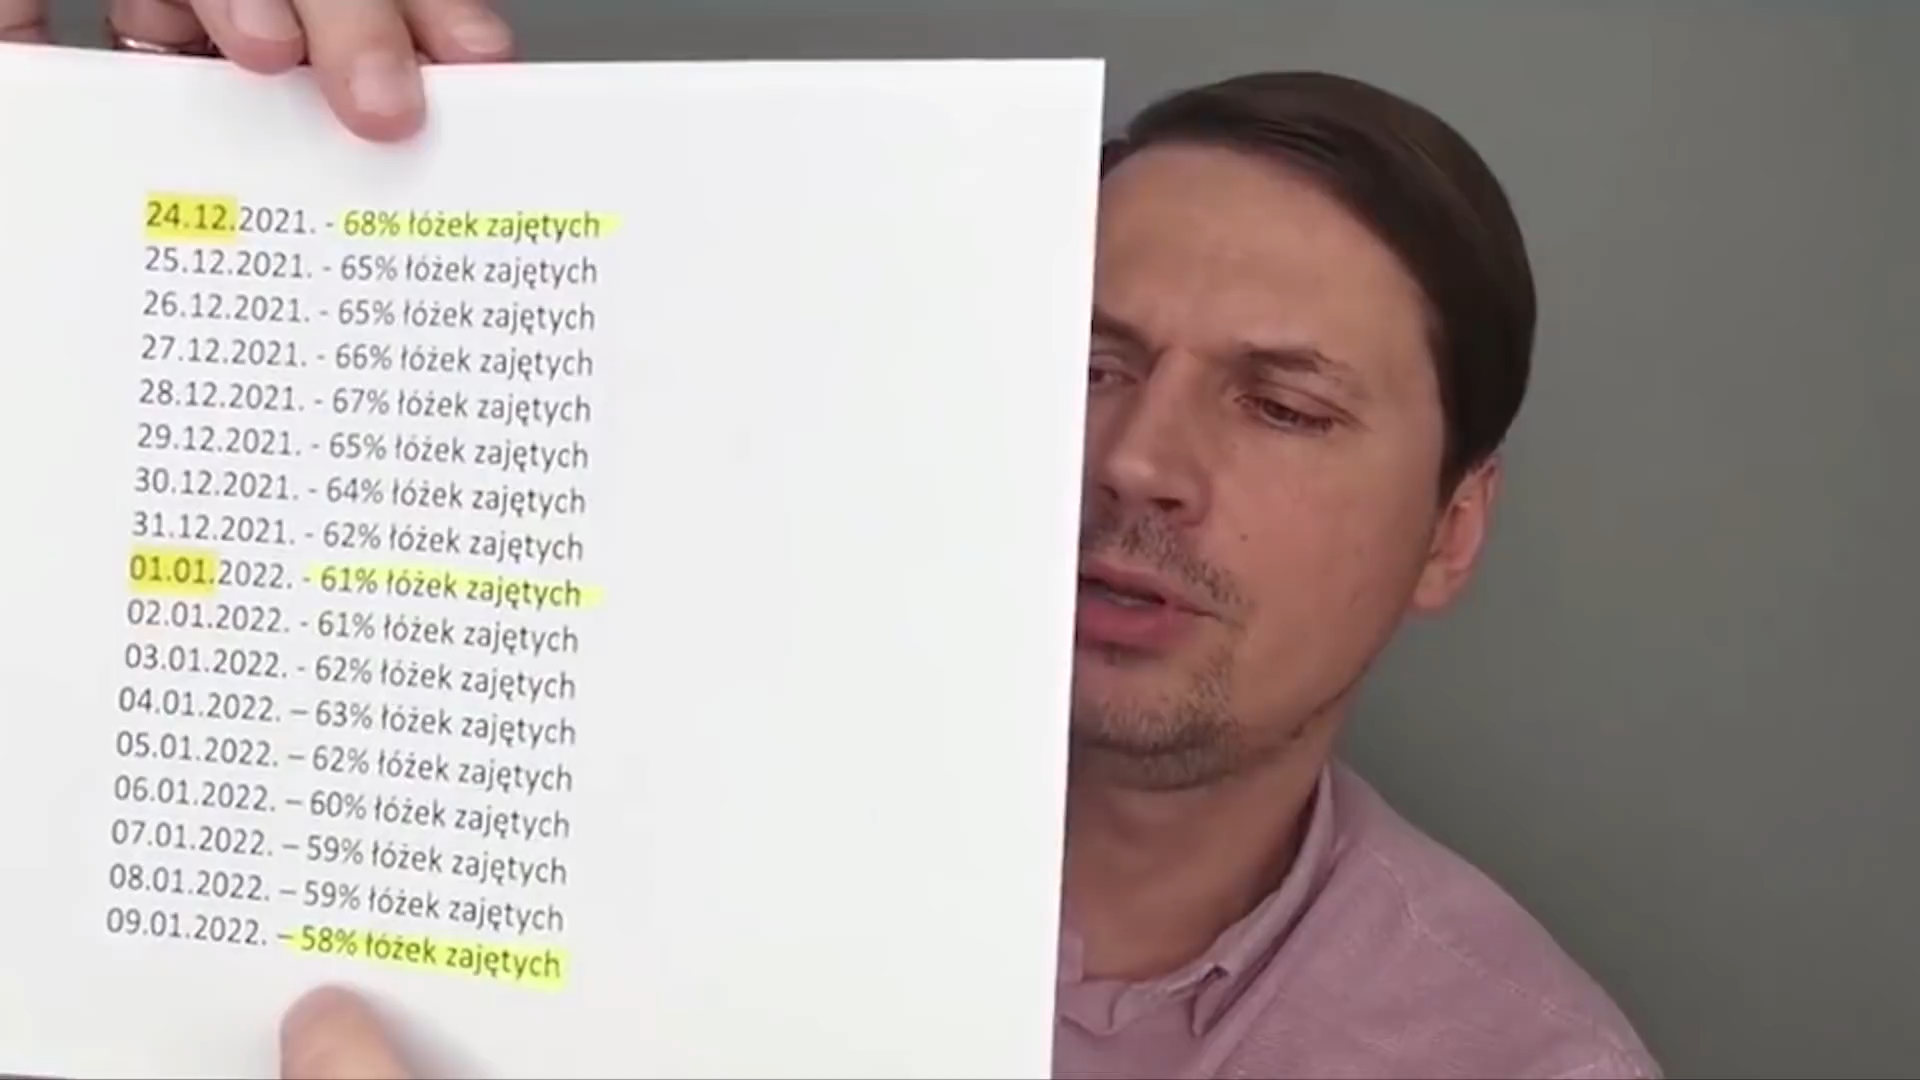 24.12.2021. - 68% łóżek zajętych
25.12.2021. - 65% łóżek zajętych
26.12.2021. - 65% łóżek zajętych
27.12.2021. - 66% łóżek zajętych
28.12.2021. - 67% łóżek zajętych
29.12.2021. - 65% łóżek zajętych
30.12.2021. - 64% łóżek zajętych
31.12.2021. - 62% łóżek zajętych
01.01.2022. - 61% łóżek zajętych
02.01.2022. - 61% łóżek zajętych
03.01.2022. - 62% łóżek zajętych
04.01.2022. – 63% łóżek zajętych
05.01.2022. – 62% łóżek zajętych
06.01.2022. – 60% łóżek zajętych
07.01.2022. – 59% łóżek zajętych
08.01.2022. – 59% łóżek zajętych
09.01.2022. – 58% łóżek zajętych